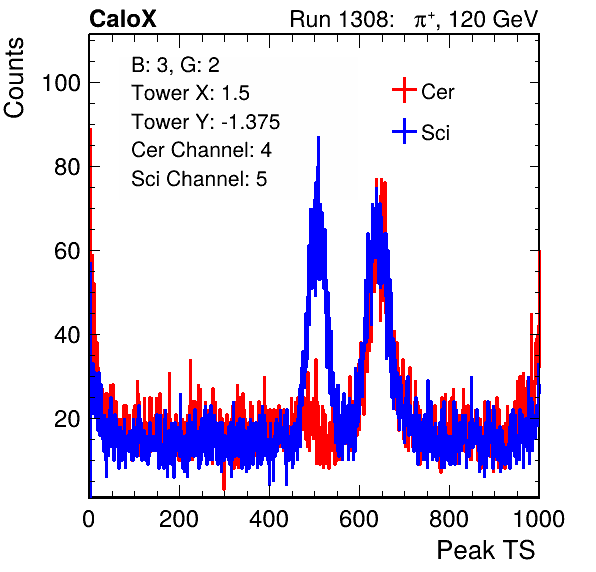 CaloX Run 1308: π⁺, 120 GeV
B: 3, G: 2
Tower X: 1.5
Tower Y: -1.375
Cer Channel: 4
Sci Channel: 5
Cer
Sci
Counts
100
80
60
40
20
0 200 400 600 800 1000
Peak TS